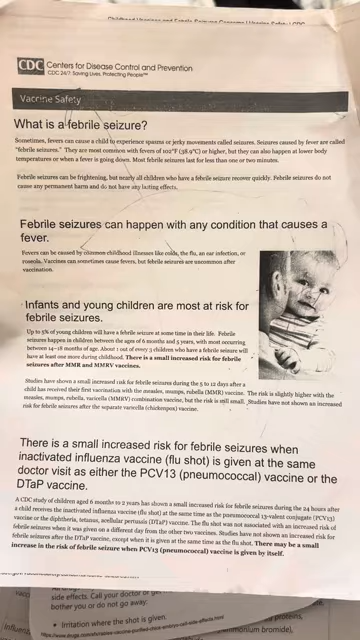 Childhood Vaccines and Febrile Seizure Concerns | Vaccine Safety | CDC
CDC Centers for Disease Control and Prevention
CDC 24/7: Saving Lives. Protecting People™
Vaccine Safety
What is a febrile seizure?
Sometimes, fevers can cause a child to experience spasms or jerky movements called seizures. Seizures caused by fever are called
"febrile seizures." They are most common with fevers of 102°F (38.9°C) or higher, but they can also happen at lower body
temperatures or when a fever is going down. Most febrile seizures last for less than one or two minutes.
Febrile seizures can be frightening, but nearly all children who have a febrile seizure recover quickly. Febrile seizures do not
cause any permanent harm and do not have any lasting effects.
Febrile seizures can happen with any condition that causes a
fever.
Fevers can be caused by common childhood illnesses like colds, the flu, an ear infection, or
roseola. Vaccines can sometimes cause fevers, but febrile seizures are uncommon after
vaccination.
Infants and young children are most at risk for
febrile seizures.
Up to 5% of young children will have a febrile seizure at some time in their life. Febrile
seizures happen in children between the ages of 6 months and 5 years, with most occurring
between 14-18 months of age. About 1 out of every 3 children who have a febrile seizure will
have at least one more during childhood. There is a small increased risk for febrile
seizures after MMR and MMRV vaccines.
Studies have shown a small increased risk for febrile seizures during the 5 to 12 days after a
child has received their first vaccination with the measles, mumps, rubella (MMR) vaccine. The risk is slightly higher with the
measles, mumps, rubella, varicella (MMRV) combination vaccine, but the risk is still small. Studies have not shown an increased
risk for febrile seizures after the separate varicella (chickenpox) vaccine.
There is a small increased risk for febrile seizures when
inactivated influenza vaccine (flu shot) is given at the same
doctor visit as either the PCV13 (pneumococcal) vaccine or the
DTaP vaccine.
A CDC study of children aged 6 months to 2 years has shown a small increased risk for febrile seizures during the 24 hours after
a child receives the inactivated influenza vaccine (flu shot) at the same time as the pneumococcal 13-valent conjugate (PCV13)
vaccine or the diphtheria, tetanus, acellular pertussis (DTaP) vaccine. The flu shot was not associated with an increased risk of
febrile seizures when it was given on a different day from the other two vaccines. Studies have not shown an increased risk for
febrile seizures after the DTaP vaccine, except when it is given at the same time as the flu shot. There may be a small
increase in the risk of febrile seizure when PCV13 (pneumococcal) vaccine is given by itself.
side effects. Call your doctor or
bother you or do not go away:
• Irritation where the shot is given.
proteins,
monium bromide)